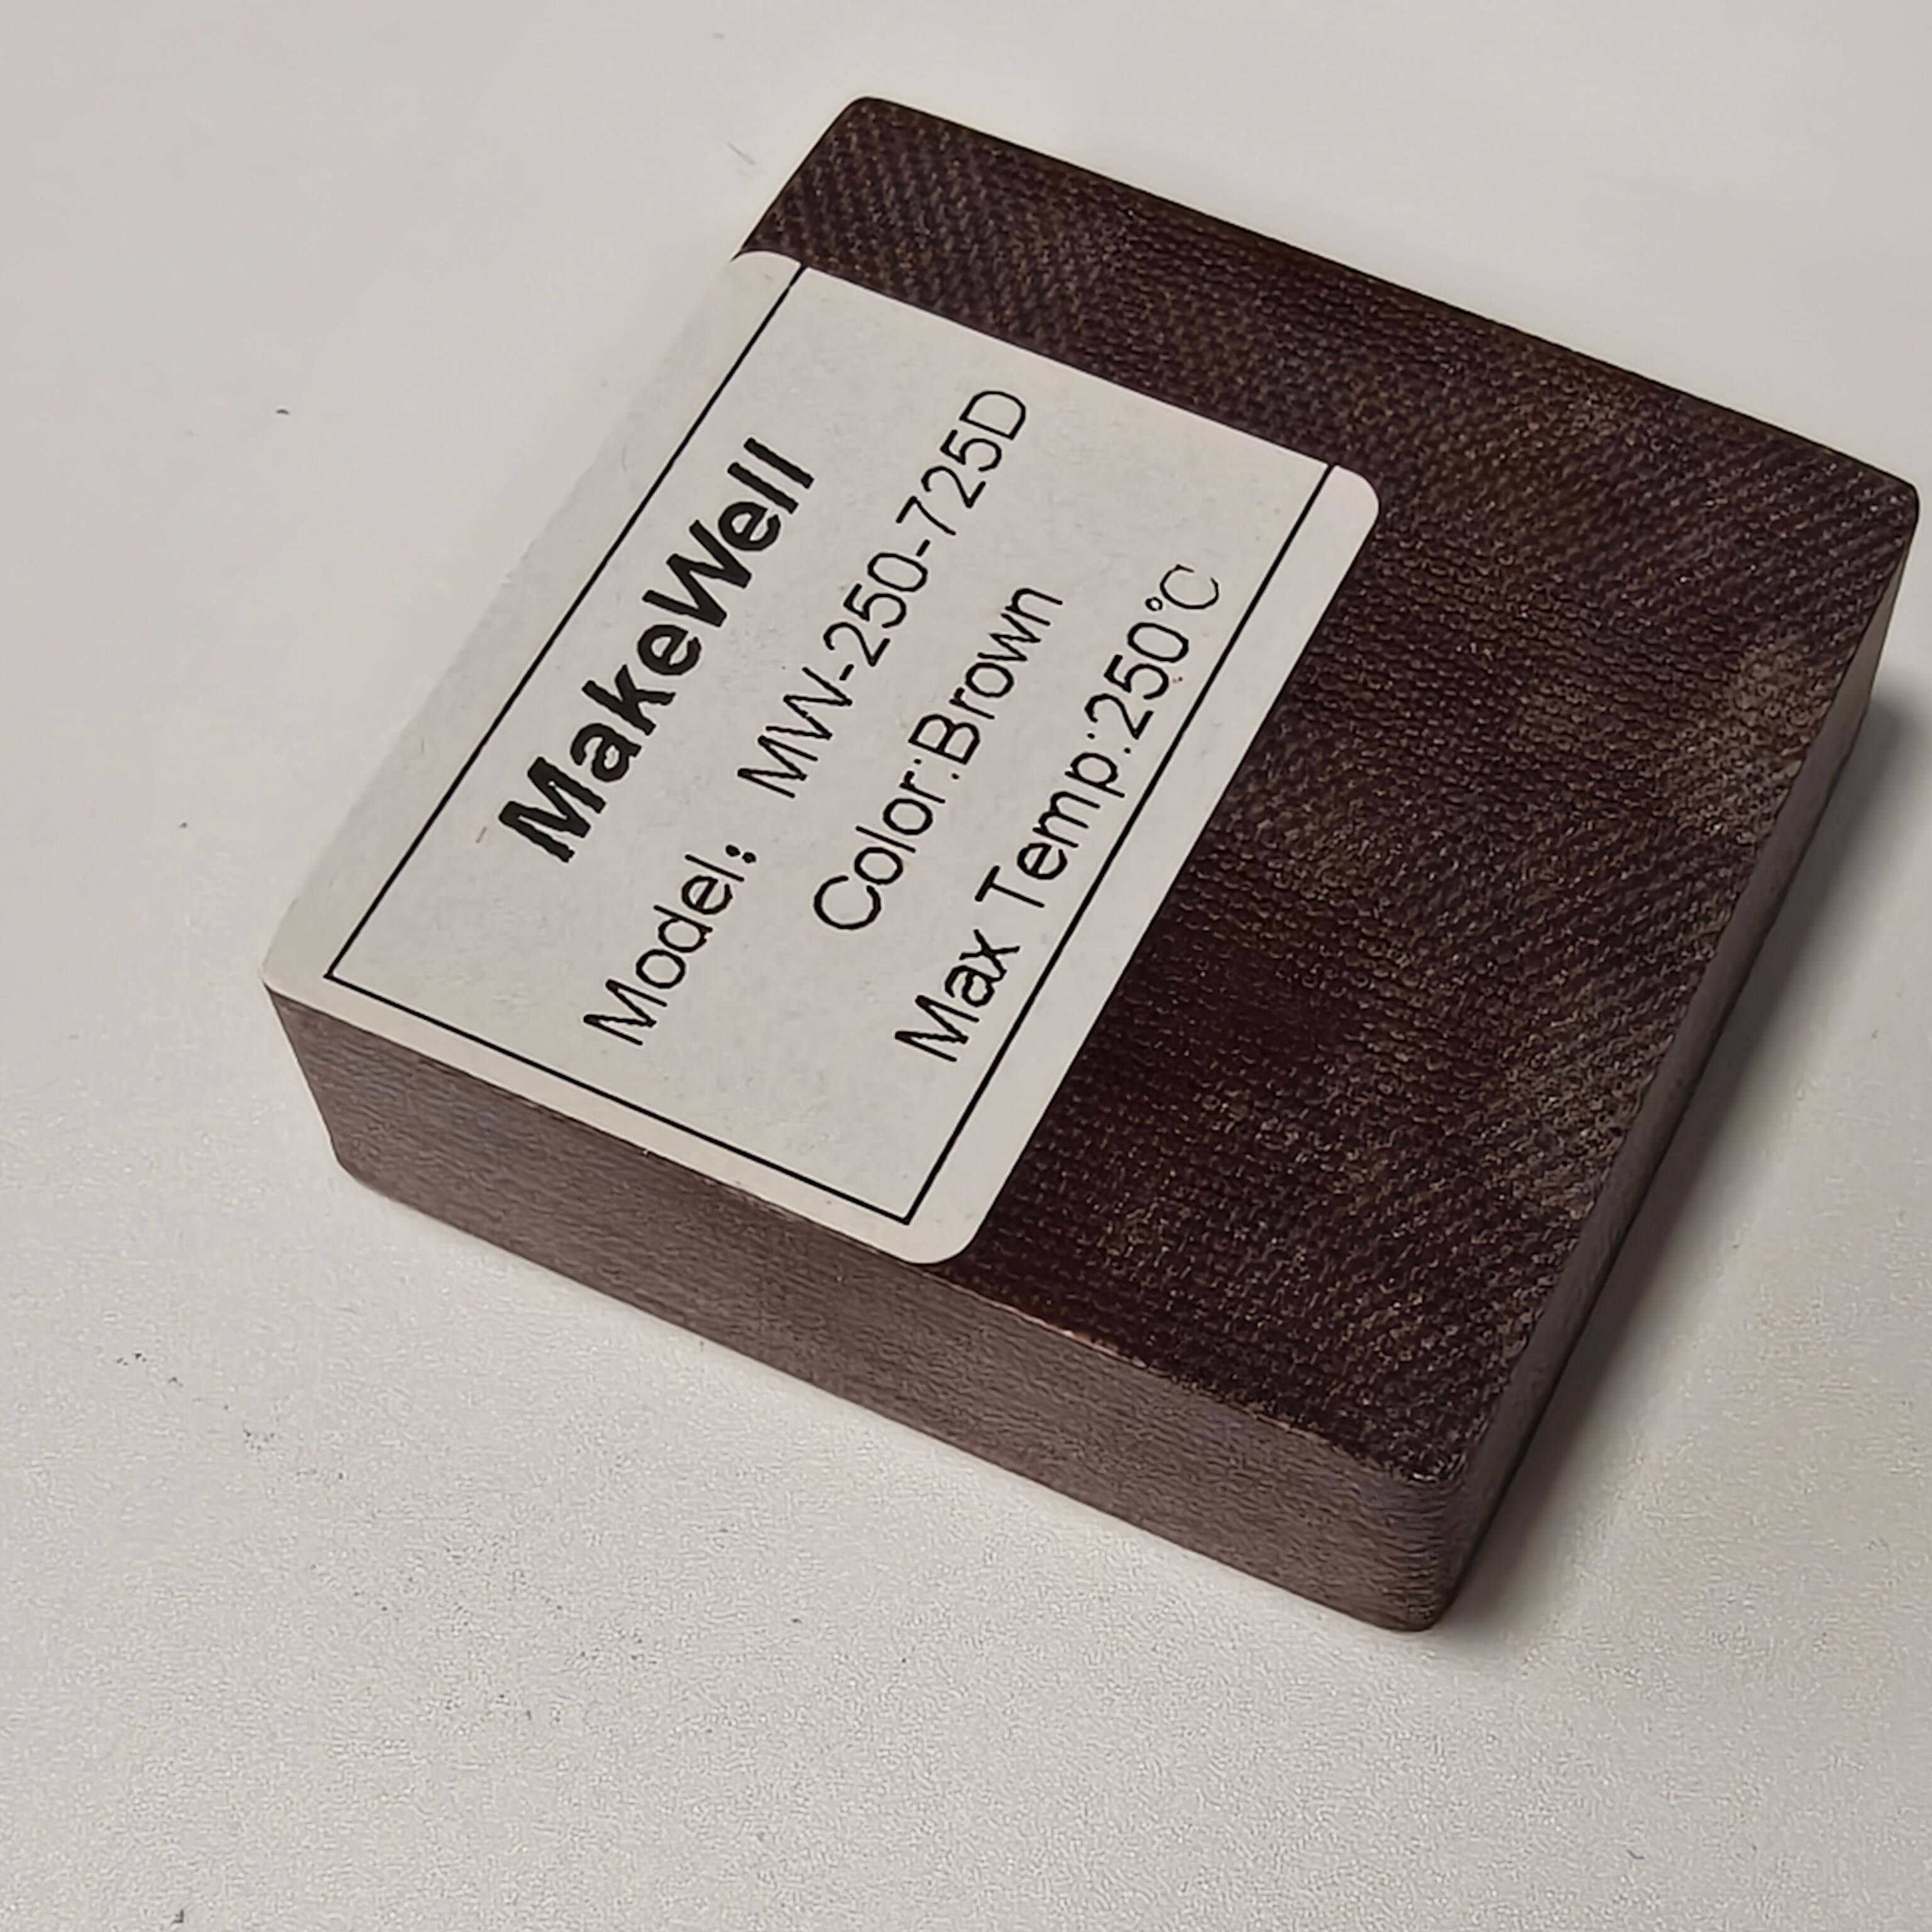 MakeWell
Model： MW-250-725D
Color:Brown
Max Temp:250℃